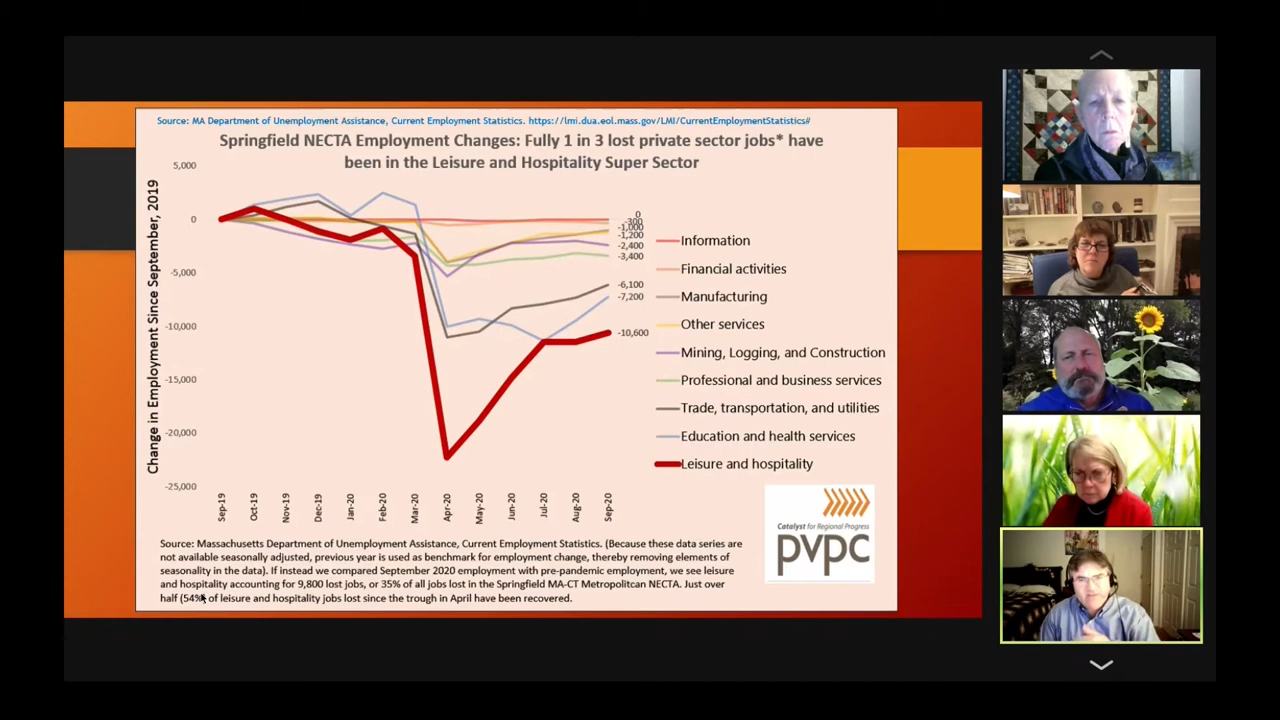 Source: MA Department of Unemployment Assistance, Current Employment Statistics. https://lmi.dua.eol.mass.gov/LMI/CurrentEmploymentStatistics#
Springfield NECTA Employment Changes: Fully 1 in 3 lost private sector jobs* have
been in the Leisure and Hospitality Super Sector
Change in Employment Since September, 2019
5,000
0
-5,000
-10,000
-15,000
-20,000
-25,000
Sep-19
Oct-19
Nov-19
Dec-19
Jan-20
Feb-20
Mar-20
Apr-20
May-20
Jun-20
Jul-20
Aug-20
Sep-20
0
-300
-1,000
-1,200
-2,400
-3,400
-6,100
-7,200
-10,600
Information
Financial activities
Manufacturing
Other services
Mining, Logging, and Construction
Professional and business services
Trade, transportation, and utilities
Education and health services
Leisure and hospitality
Source: Massachusetts Department of Unemployment Assistance, Current Employment Statistics. (Because these data series are
not available seasonally adjusted, previous year is used as benchmark for employment change, thereby removing elements of
seasonality in the data). If instead we compared September 2020 employment with pre-pandemic employment, we see leisure
and hospitality accounting for 9,800 lost jobs, or 35% of all jobs lost in the Springfield MA-CT Metropolitcan NECTA. Just over
half (54% of leisure and hospitality jobs lost since the trough in April have been recovered.
Catalyst for Regional Progress
pvpc